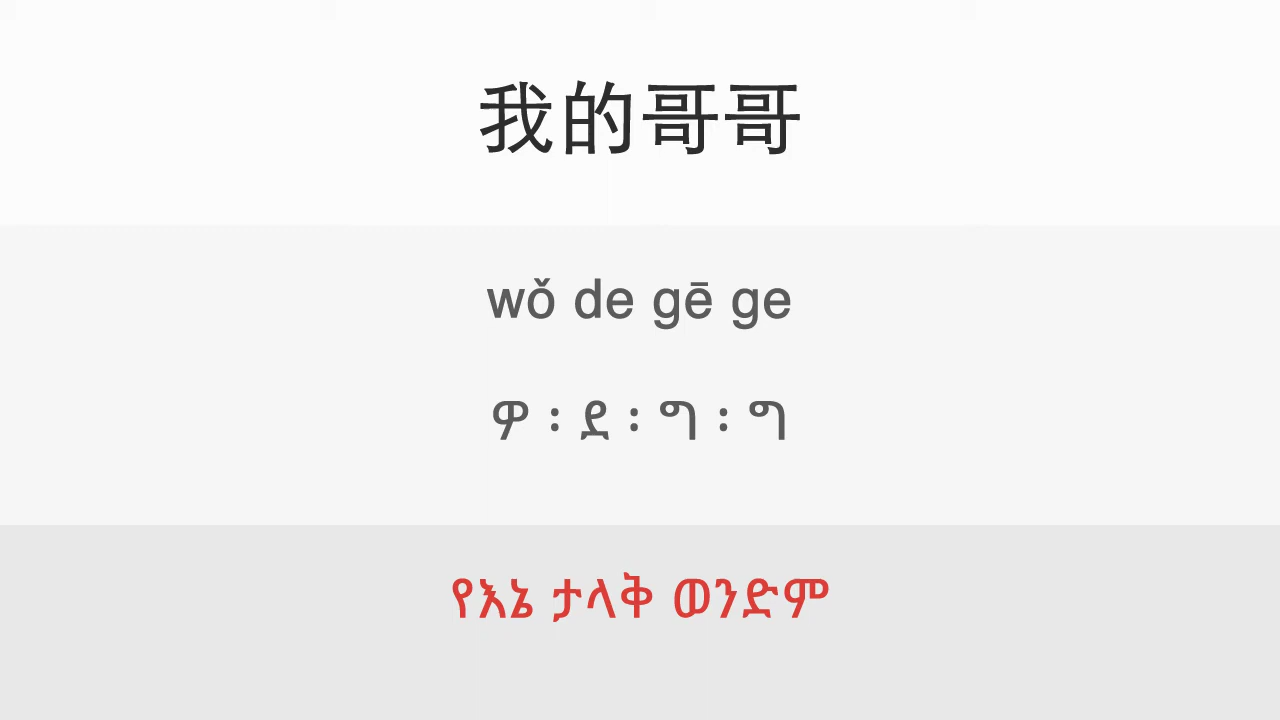 我的哥哥
wǒ de gē ge
ዎ ፡ ደ ፡ ግ ፡ ግ
የእኔ ታላቅ ወንድም